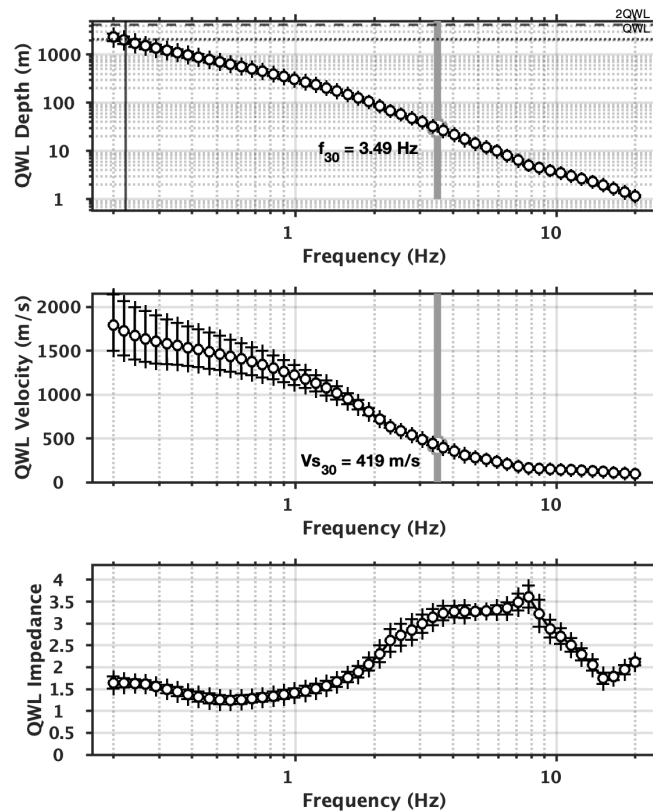 2QWL
QWL
1000
100
10
1
QWL Depth (m)
f30 = 3.49 Hz
1
10
Frequency (Hz)
2000
1500
1000
500
0
QWL Velocity (m/s)
Vs30 = 419 m/s
1
10
Frequency (Hz)
4
3.5
3
2.5
2
1.5
1
0.5
0
QWL Impedance
1
10
Frequency (Hz)